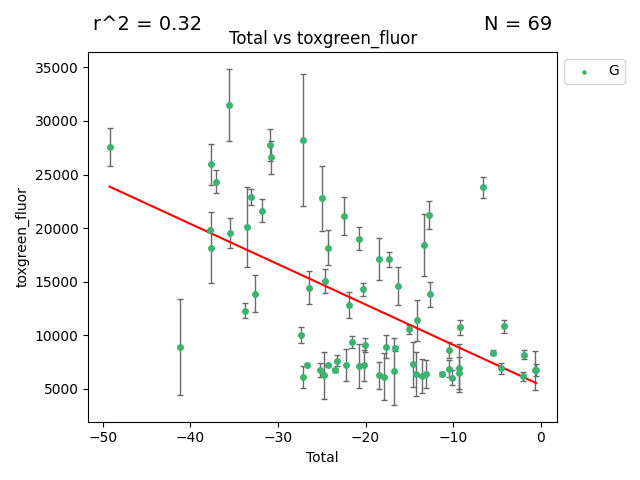 r^2 = 0.32
N = 69
Total vs toxgreen_fluor
G
35000
30000
25000
20000
15000
10000
5000
toxgreen_fluor
−50
−40
−30
−20
−10
0
Total